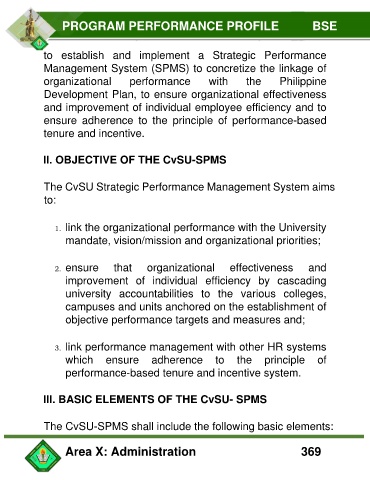 PROGRAM PERFORMANCE PROFILE BSE
to establish and implement a Strategic Performance
Management System (SPMS) to concretize the linkage of
organizational performance with the Philippine
Development Plan, to ensure organizational effectiveness
and improvement of individual employee efficiency and to
ensure adherence to the principle of performance-based
tenure and incentive.
II. OBJECTIVE OF THE CvSU-SPMS
The CvSU Strategic Performance Management System aims
to:
1. link the organizational performance with the University
mandate, vision/mission and organizational priorities;
2. ensure that organizational effectiveness and
improvement of individual efficiency by cascading
university accountabilities to the various colleges,
campuses and units anchored on the establishment of
objective performance targets and measures and;
3. link performance management with other HR systems
which ensure adherence to the principle of
performance-based tenure and incentive system.
III. BASIC ELEMENTS OF THE CvSU- SPMS
The CvSU-SPMS shall include the following basic elements:
Area X: Administration 369